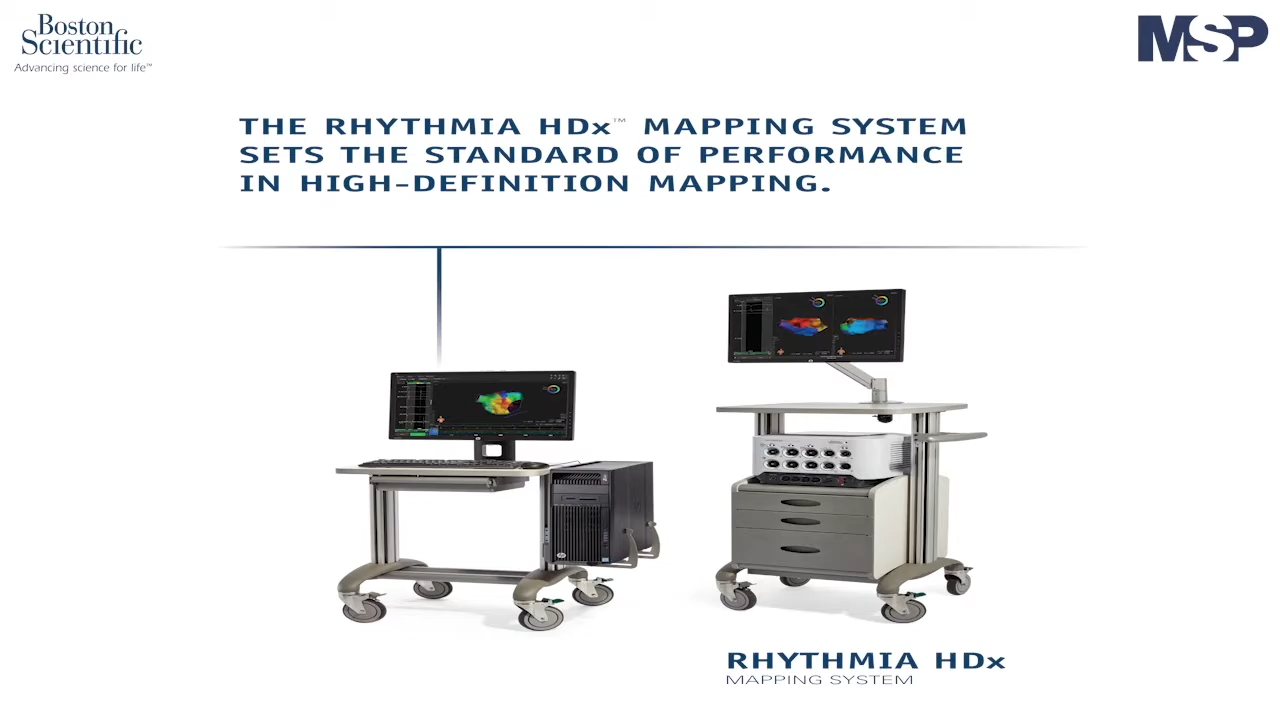 Boston
Scientific
Advancing science for life™
MSP
THE RHYTHMIA HDx™ MAPPING SYSTEM
SETS THE STANDARD OF PERFORMANCE
IN HIGH-DEFINITION MAPPING.
hp
RHYTHMIA HDx
MAPPING SYSTEM